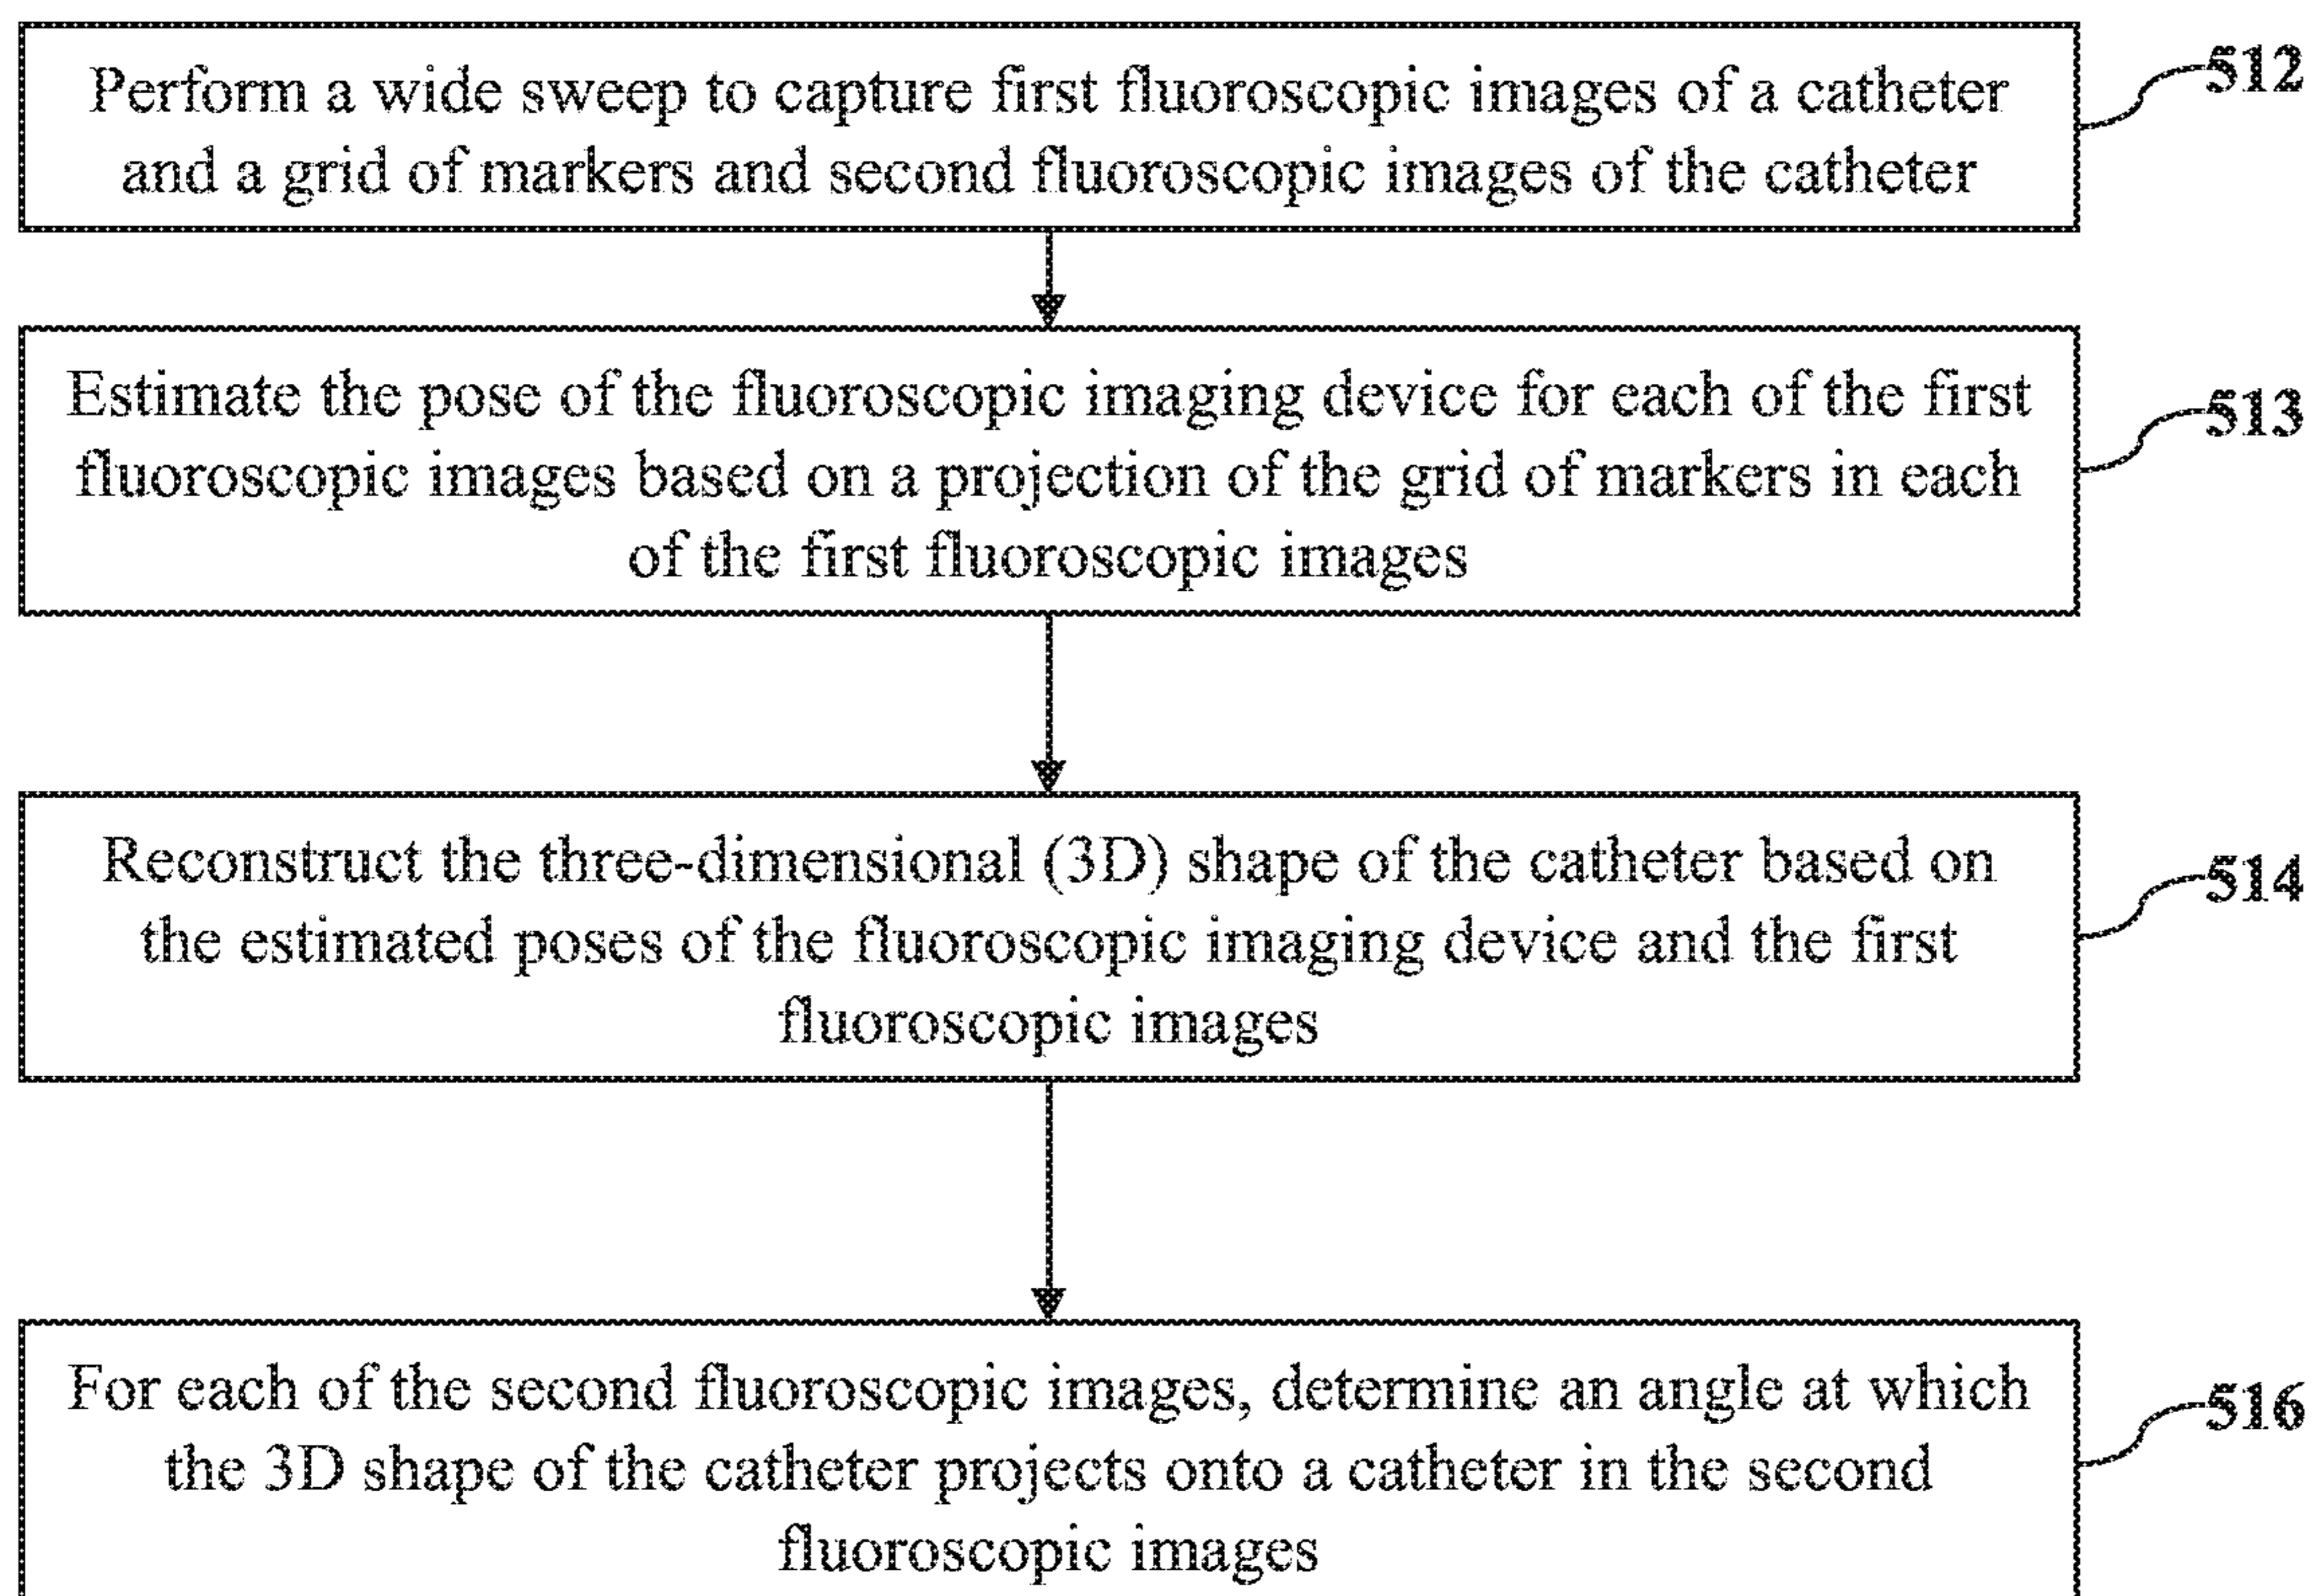 Perform a wide sweep to capture first fluoroscopic images of a catheter
and a grid of markers and second fluoroscopic images of the catheter
512
Estimate the pose of the fluoroscopic imaging device for each of the first
fluoroscopic images based on a projection of the grid of markers in each
of the first fluoroscopic images
513
Reconstruct the three-dimensional (3D) shape of the catheter based on
the estimated poses of the fluoroscopic imaging device and the first
fluoroscopic images
514
For each of the second fluoroscopic images, determine an angle at which
the 3D shape of the catheter projects onto a catheter in the second
fluoroscopic images
516